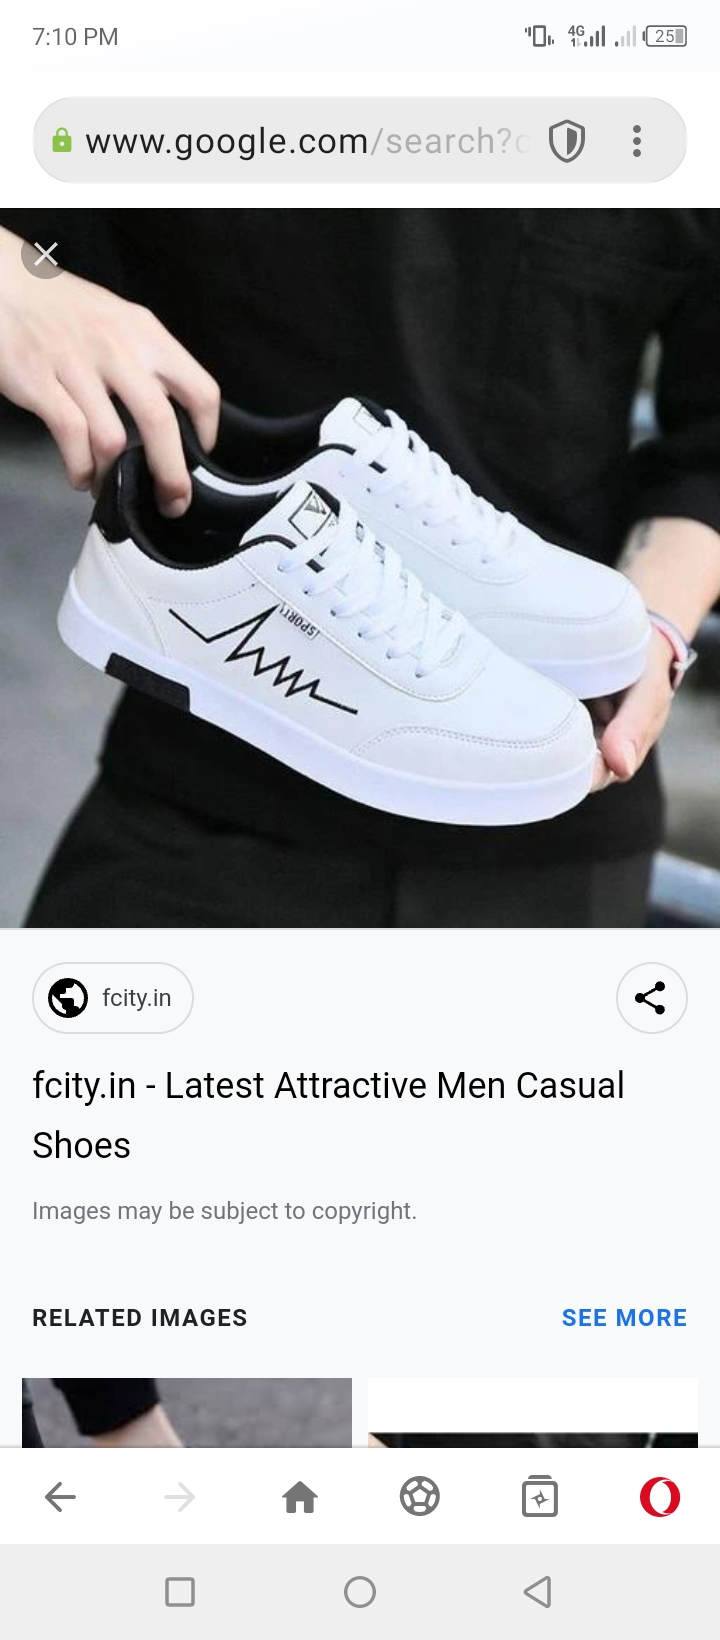 7:10 PM
4G
25
www.google.com/search?
SPORT
fcity.in
fcity.in - Latest Attractive Men Casual
Shoes
Images may be subject to copyright.
RELATED IMAGES
SEE MORE